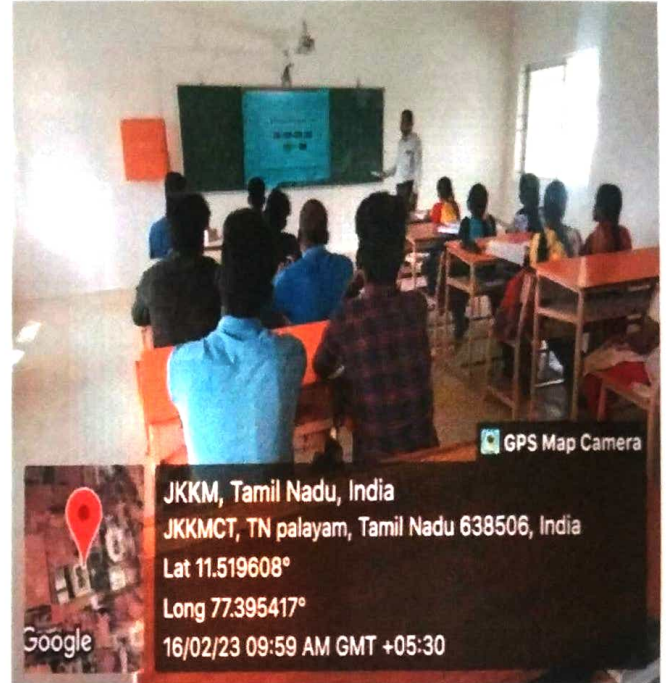 GPS Map Camera
JKKM, Tamil Nadu, India
JKKMCT, TN palayam, Tamil Nadu 638506, India
Lat 11.519608°
Long 77.395417°
16/02/23 09:59 AM GMT +05:30
Google